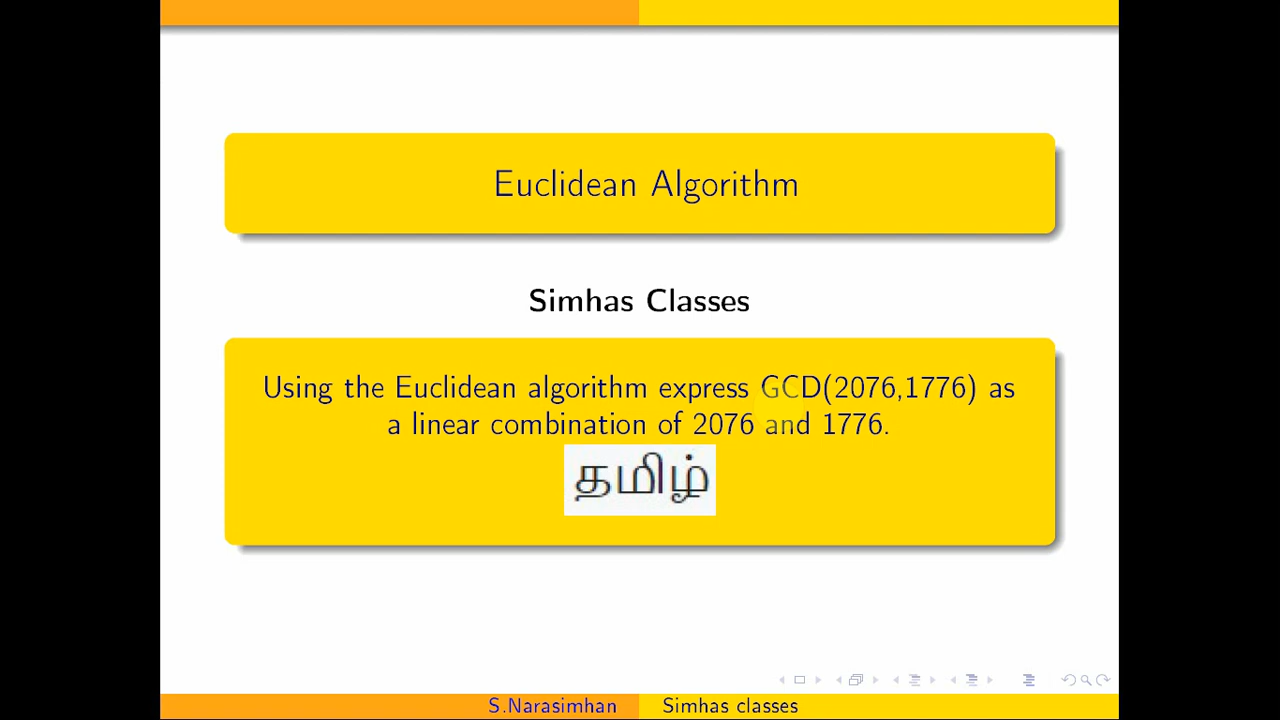 Euclidean Algorithm
Simhas Classes
Using the Euclidean algorithm express GCD(2076,1776) as
a linear combination of 2076 and 1776.
தமிழ்
S.Narasimhan
Simhas classes